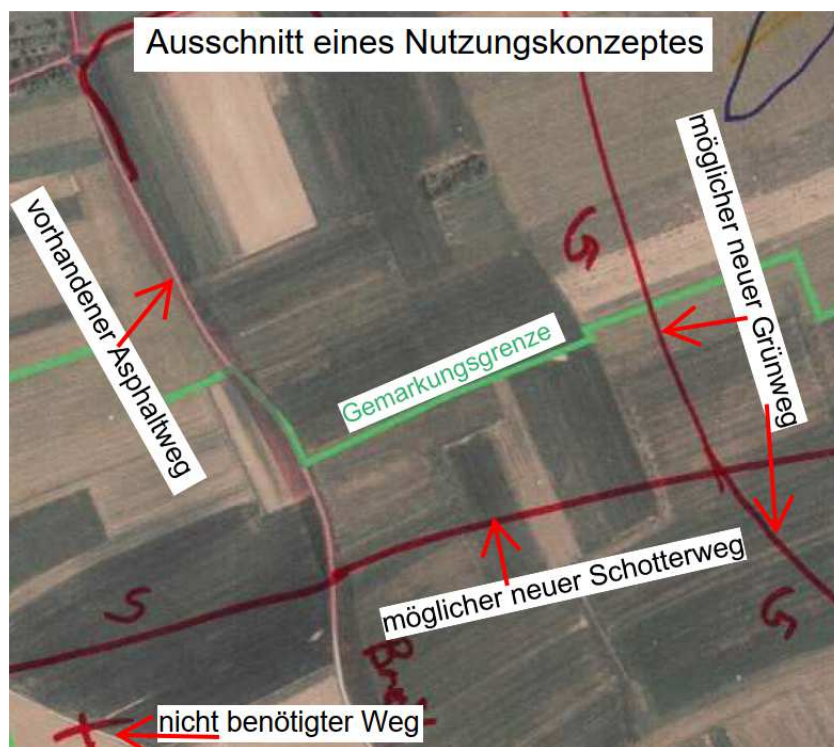 Ausschnitt eines Nutzungskonzeptes
möglicher neuer Grünweg
vorhandener Asphaltweg
G
Gemarkungsgrenze
möglicher neuer Schotterweg
S
G
nicht benötigter Weg